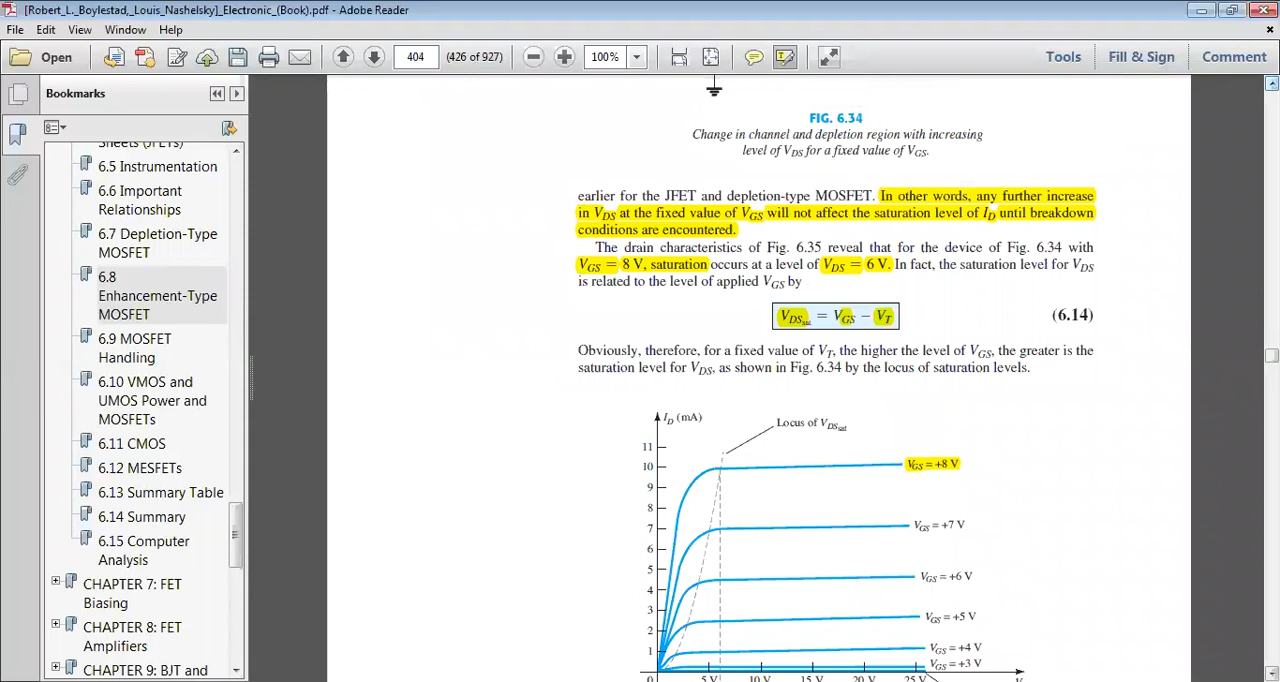 [Robert_L._Boylestad,_Louis_Nashelsky]_Electronic_(Book).pdf - Adobe Reader
File Edit View Window Help
Open 404 (426 of 927) 100% Tools Fill & Sign Comment
Bookmarks
Sheets (JFETs)
6.5 Instrumentation
6.6 Important
Relationships
6.7 Depletion-Type
MOSFET
6.8
Enhancement-Type
MOSFET
6.9 MOSFET
Handling
6.10 VMOS and
UMOS Power and
MOSFETs
6.11 CMOS
6.12 MESFETs
6.13 Summary Table
6.14 Summary
6.15 Computer
Analysis
CHAPTER 7: FET
Biasing
CHAPTER 8: FET
Amplifiers
CHAPTER 9: BJT and
FIG. 6.34
Change in channel and depletion region with increasing
level of VDS for a fixed value of VGS.
earlier for the JFET and depletion-type MOSFET. In other words, any further increase
in VDS at the fixed value of VGS will not affect the saturation level of ID until breakdown
conditions are encountered.
The drain characteristics of Fig. 6.35 reveal that for the device of Fig. 6.34 with
VGS = 8 V, saturation occurs at a level of VDS = 6 V. In fact, the saturation level for VDS
is related to the level of applied VGS by
VDSsat = VGS − VT (6.14)
Obviously, therefore, for a fixed value of VT, the higher the level of VGS, the greater is the
saturation level for VDS, as shown in Fig. 6.34 by the locus of saturation levels.
ID (mA)
Locus of VDSsat
11
10
VGS = +8 V
9
8
7
VGS = +7 V
6
5
VGS = +6 V
4
3
VGS = +5 V
2
1
VGS = +4 V
VGS = +3 V
0 5 V 10 V 15 V 20 V 25 V